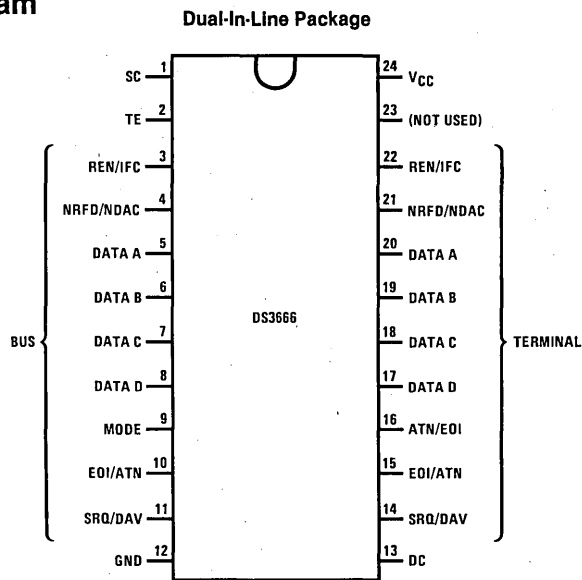 am
Dual-In-Line Package
SC 1
24 VCC
TE 2
23 (NOT USED)
REN/IFC 3
22 REN/IFC
NRFD/NDAC 4
21 NRFD/NDAC
DATA A 5
20 DATA A
DATA B 6
19 DATA B
DS3666
BUS
DATA C 7
18 DATA C
TERMINAL
DATA D 8
17 DATA D
MODE 9
16 ATN/EOI
EOI/ATN 10
15 EOI/ATN
SRQ/DAV 11
14 SRQ/DAV
GND 12
13 DC